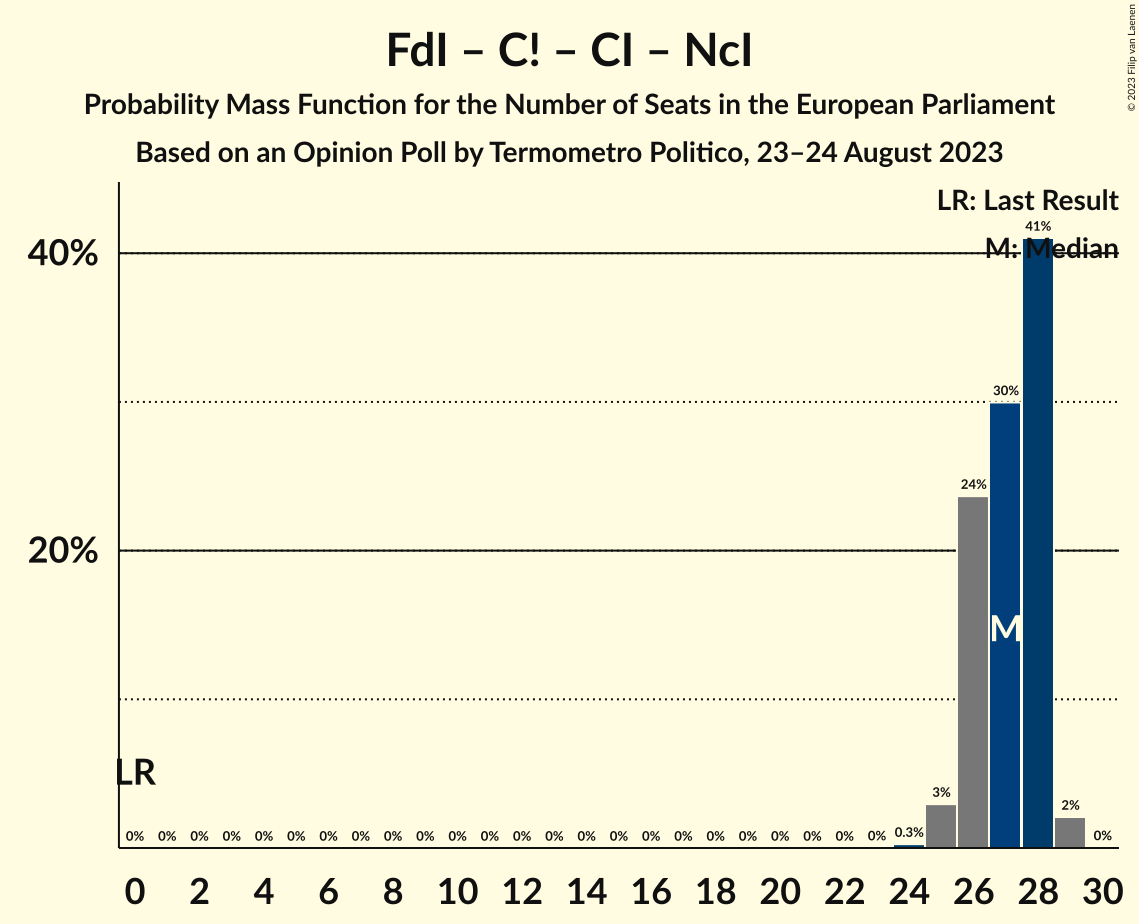 FdI – C! – CI – NcI
Probability Mass Function for the Number of Seats in the European Parliament
Based on an Opinion Poll by Termometro Politico, 23–24 August 2023
© 2023 Filip van Laenen
LR: Last Result
M: Median
40%
20%
41%
30%
24%
M
LR
0% 0% 0% 0% 0% 0% 0% 0% 0% 0% 0% 0% 0% 0% 0% 0% 0% 0% 0% 0% 0% 0% 0% 0% 0.3% 3% 2% 0%
0 2 4 6 8 10 12 14 16 18 20 22 24 26 28 30